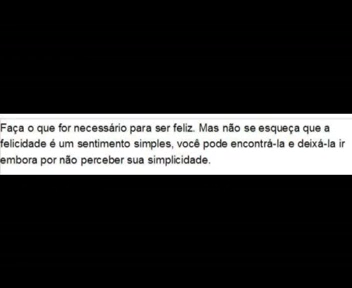 Faça o que for necessário para ser feliz. Mas não se esqueça que a
felicidade é um sentimento simples, você pode encontrá-la e deixá-la ir
embora por não perceber sua simplicidade.